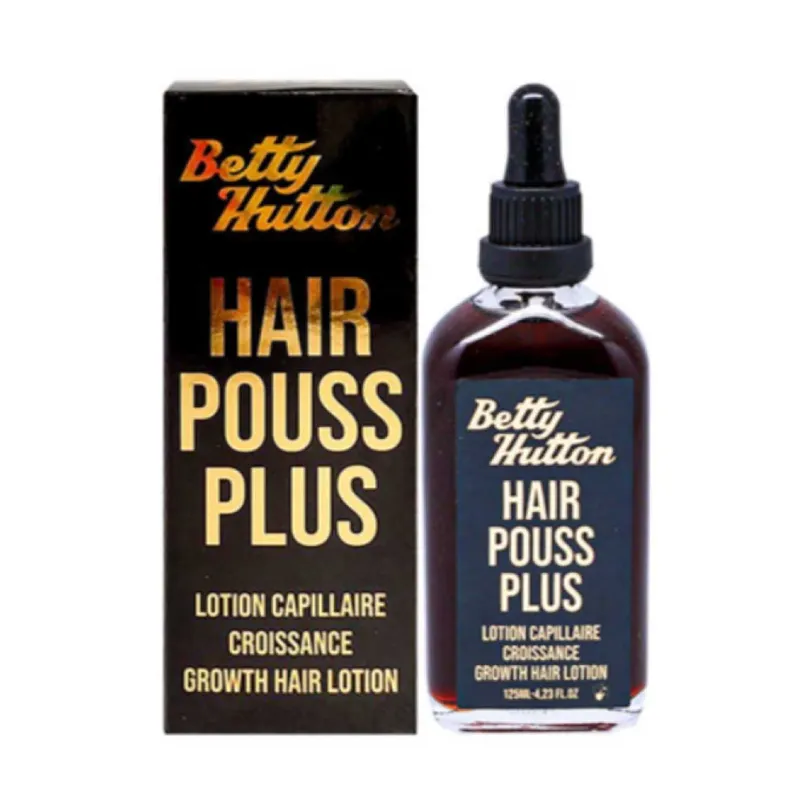 Betty
Hutton
HAIR
POUSS
PLUS
LOTION CAPILLAIRE
CROISSANCE
GROWTH HAIR LOTION
Betty
Hutton
HAIR
POUSS
PLUS
LOTION CAPILLAIRE
CROISSANCE
GROWTH HAIR LOTION
125ML-4,23 FL.OZ